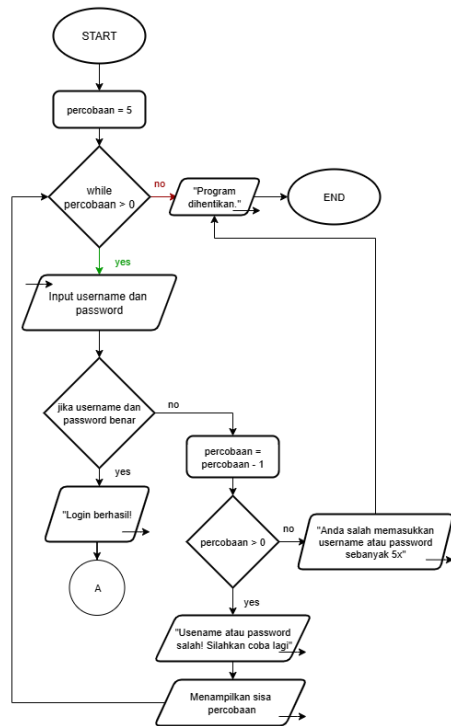 START
percobaan = 5
while
percobaan > 0
no
"Program
dihentikan."
END
yes
Input username dan
password
jika username dan
password benar
no
percobaan =
percobaan - 1
yes
"Login berhasil!
percobaan > 0
no
"Anda salah memasukkan
username atau password
sebanyak 5x"
A
yes
"Usename atau password
salah! Silahkan coba lagi"
Menampilkan sisa
percobaan